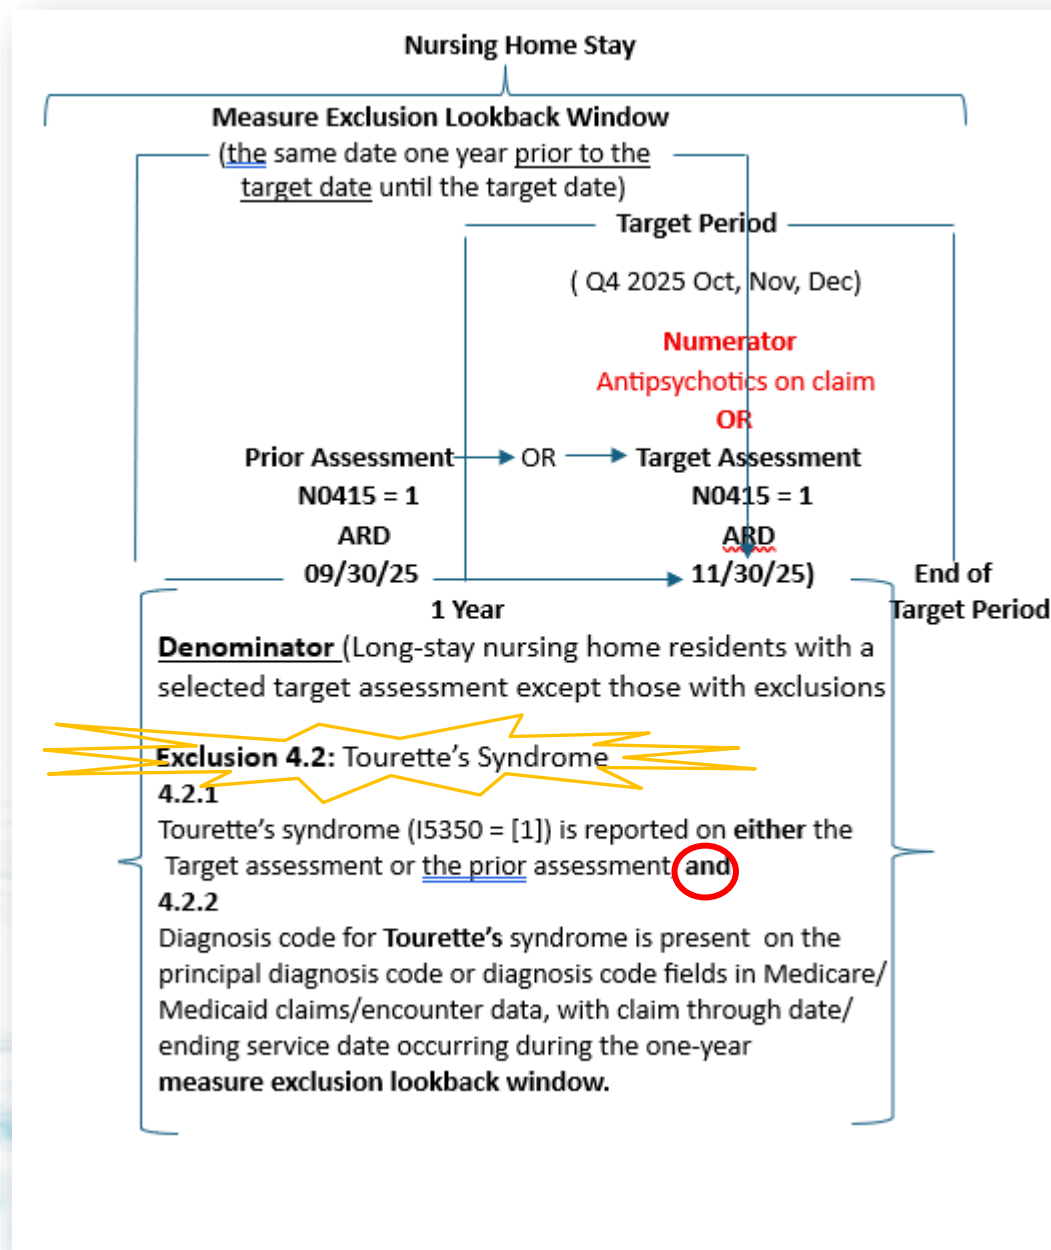 Nursing Home Stay
Measure Exclusion Lookback Window
(the same date one year prior to the
target date until the target date)
Target Period
( Q4 2025 Oct, Nov, Dec)
Numerator
Antipsychotics on claim
OR
Prior Assessment OR Target Assessment
N0415 = 1 N0415 = 1
ARD ARD
09/30/25 11/30/25) End of
1 Year Target Period
Denominator (Long-stay nursing home residents with a
selected target assessment except those with exclusions
Exclusion 4.2: Tourette’s Syndrome
4.2.1
Tourette’s syndrome (I5350 = [1]) is reported on either the
Target assessment or the prior assessment and
4.2.2
Diagnosis code for Tourette’s syndrome is present on the
principal diagnosis code or diagnosis code fields in Medicare/
Medicaid claims/encounter data, with claim through date/
ending service date occurring during the one-year
measure exclusion lookback window.